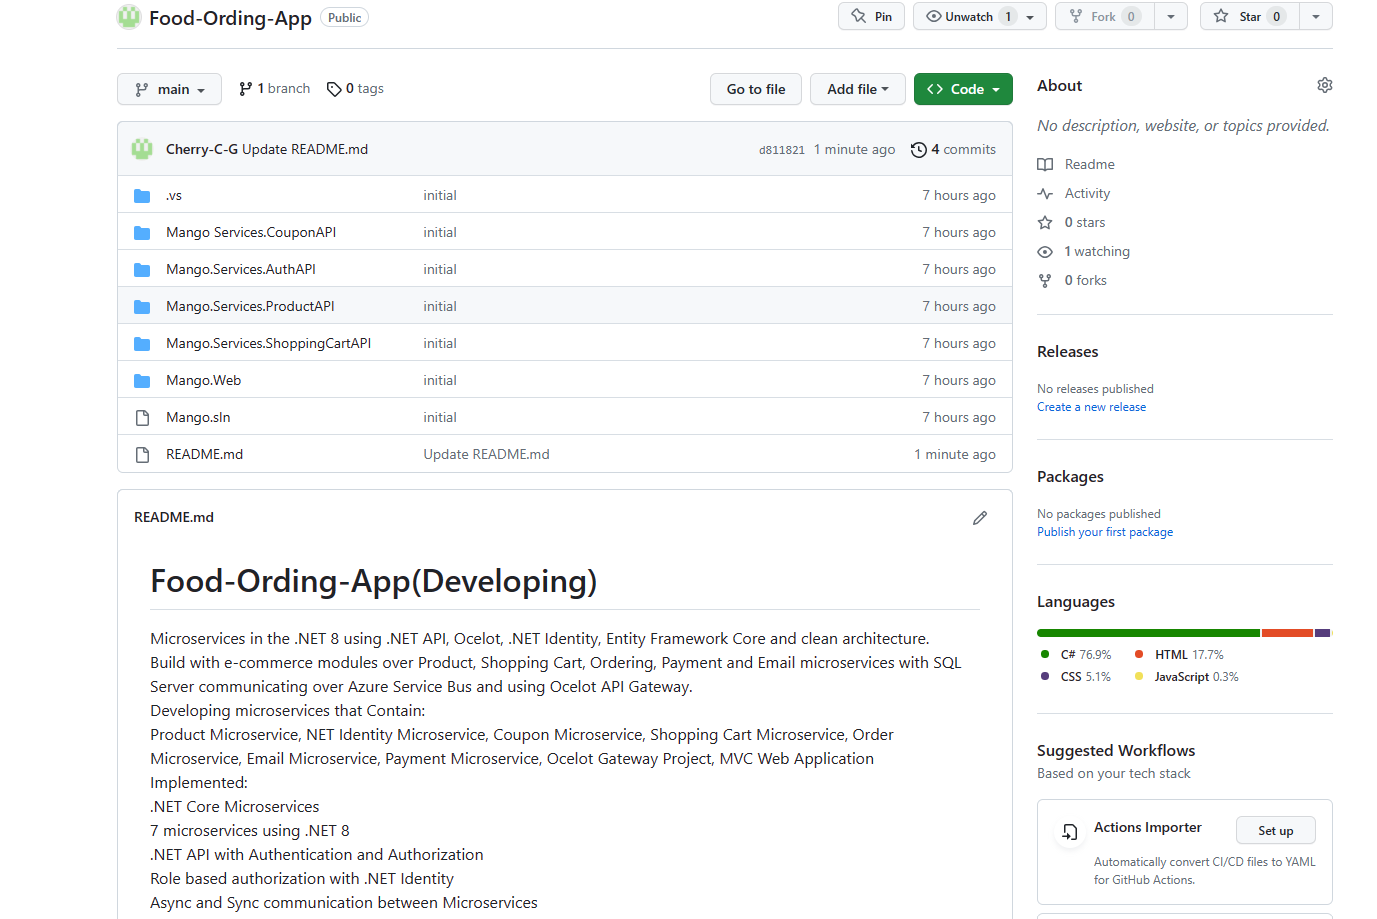 Food-Ording-App Public
Pin
Unwatch 1
Fork 0
Star 0
main
1 branch
0 tags
Go to file
Add file
Code
Cherry-C-G Update README.md d811821 1 minute ago 4 commits
.vs initial 7 hours ago
Mango Services.CouponAPI initial 7 hours ago
Mango.Services.AuthAPI initial 7 hours ago
Mango.Services.ProductAPI initial 7 hours ago
Mango.Services.ShoppingCartAPI initial 7 hours ago
Mango.Web initial 7 hours ago
Mango.sln initial 7 hours ago
README.md Update README.md 1 minute ago
README.md
Food-Ording-App(Developing)
Microservices in the .NET 8 using .NET API, Ocelot, .NET Identity, Entity Framework Core and clean architecture.
Build with e-commerce modules over Product, Shopping Cart, Ordering, Payment and Email microservices with SQL
Server communicating over Azure Service Bus and using Ocelot API Gateway.
Developing microservices that Contain:
Product Microservice, NET Identity Microservice, Coupon Microservice, Shopping Cart Microservice, Order
Microservice, Email Microservice, Payment Microservice, Ocelot Gateway Project, MVC Web Application
Implemented:
.NET Core Microservices
7 microservices using .NET 8
.NET API with Authentication and Authorization
Role based authorization with .NET Identity
Async and Sync communication between Microservices
About
No description, website, or topics provided.
Readme
Activity
0 stars
1 watching
0 forks
Releases
No releases published
Create a new release
Packages
No packages published
Publish your first package
Languages
C# 76.9% HTML 17.7%
CSS 5.1% JavaScript 0.3%
Suggested Workflows
Based on your tech stack
Actions Importer
Set up
Automatically convert CI/CD files to YAML
for GitHub Actions.